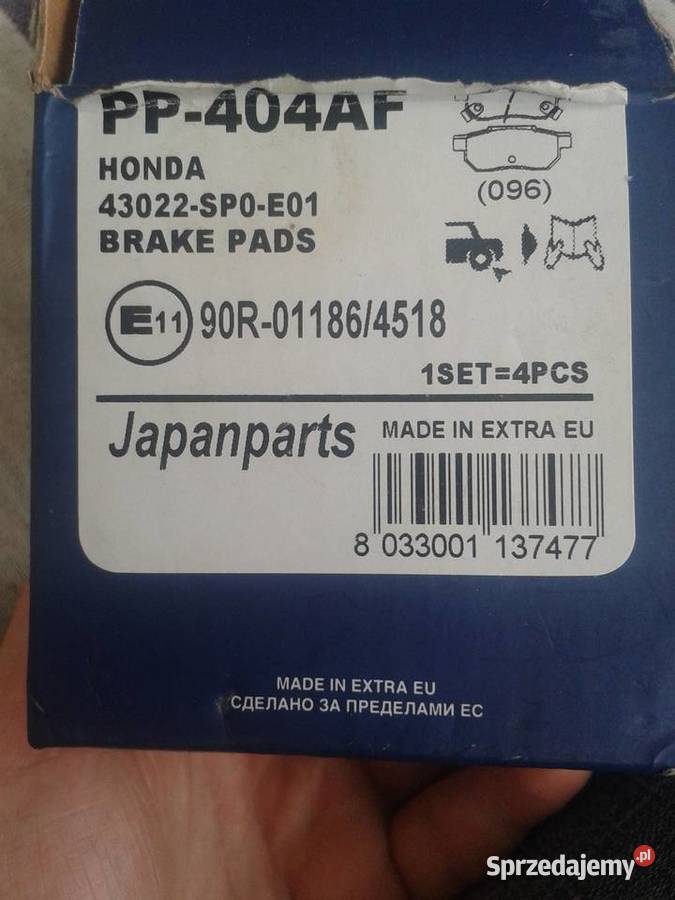 PP-404AF
HONDA
43022-SP0-E01
BRAKE PADS
(096)
E11 90R-01186/4518
1SET=4PCS
Japanparts
MADE IN EXTRA EU
8 033001 137477
MADE IN EXTRA EU
СДЕЛАНО ЗА ПРЕДЕЛАМИ ЕС
Sprzedajemy.pl